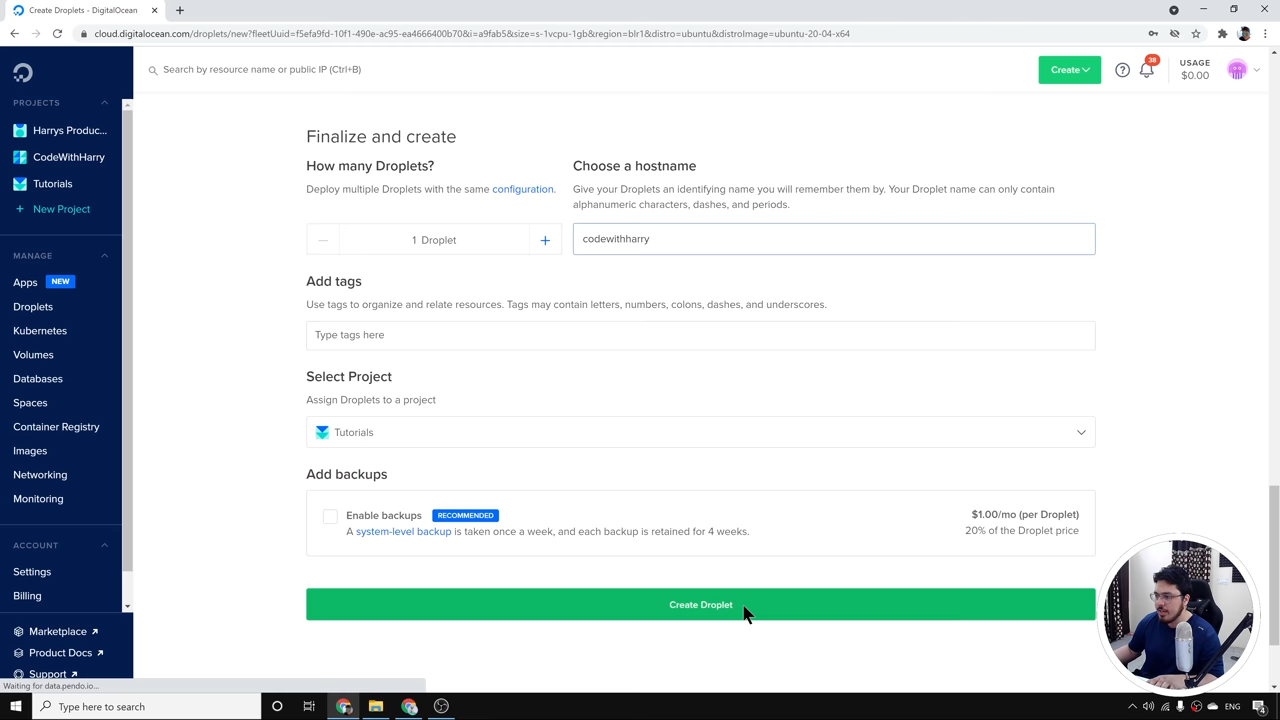 Create Droplets - DigitalOcean
cloud.digitalocean.com/droplets/new?fleetUuid=f5efa9fd-10f1-490e-ac95-ea4666400b70&i=a9fab5&size=s-1vcpu-1gb&region=blr1&distro=ubuntu&distroImage=ubuntu-20-04-x64
Search by resource name or public IP (Ctrl+B)
Create
38
USAGE
$0.00
PROJECTS
Harrys Produc...
CodeWithHarry
Tutorials
+ New Project
MANAGE
Apps NEW
Droplets
Kubernetes
Volumes
Databases
Spaces
Container Registry
Images
Networking
Monitoring
ACCOUNT
Settings
Billing
Marketplace
Product Docs
Support
Waiting for data.pendo.io...
Finalize and create
How many Droplets?
Deploy multiple Droplets with the same configuration.
1 Droplet
Choose a hostname
Give your Droplets an identifying name you will remember them by. Your Droplet name can only contain
alphanumeric characters, dashes, and periods.
codewithharry
Add tags
Use tags to organize and relate resources. Tags may contain letters, numbers, colons, dashes, and underscores.
Type tags here
Select Project
Assign Droplets to a project
Tutorials
Add backups
Enable backups RECOMMENDED
A system-level backup is taken once a week, and each backup is retained for 4 weeks.
$1.00/mo (per Droplet)
20% of the Droplet price
Create Droplet
Type here to search
ENG
4